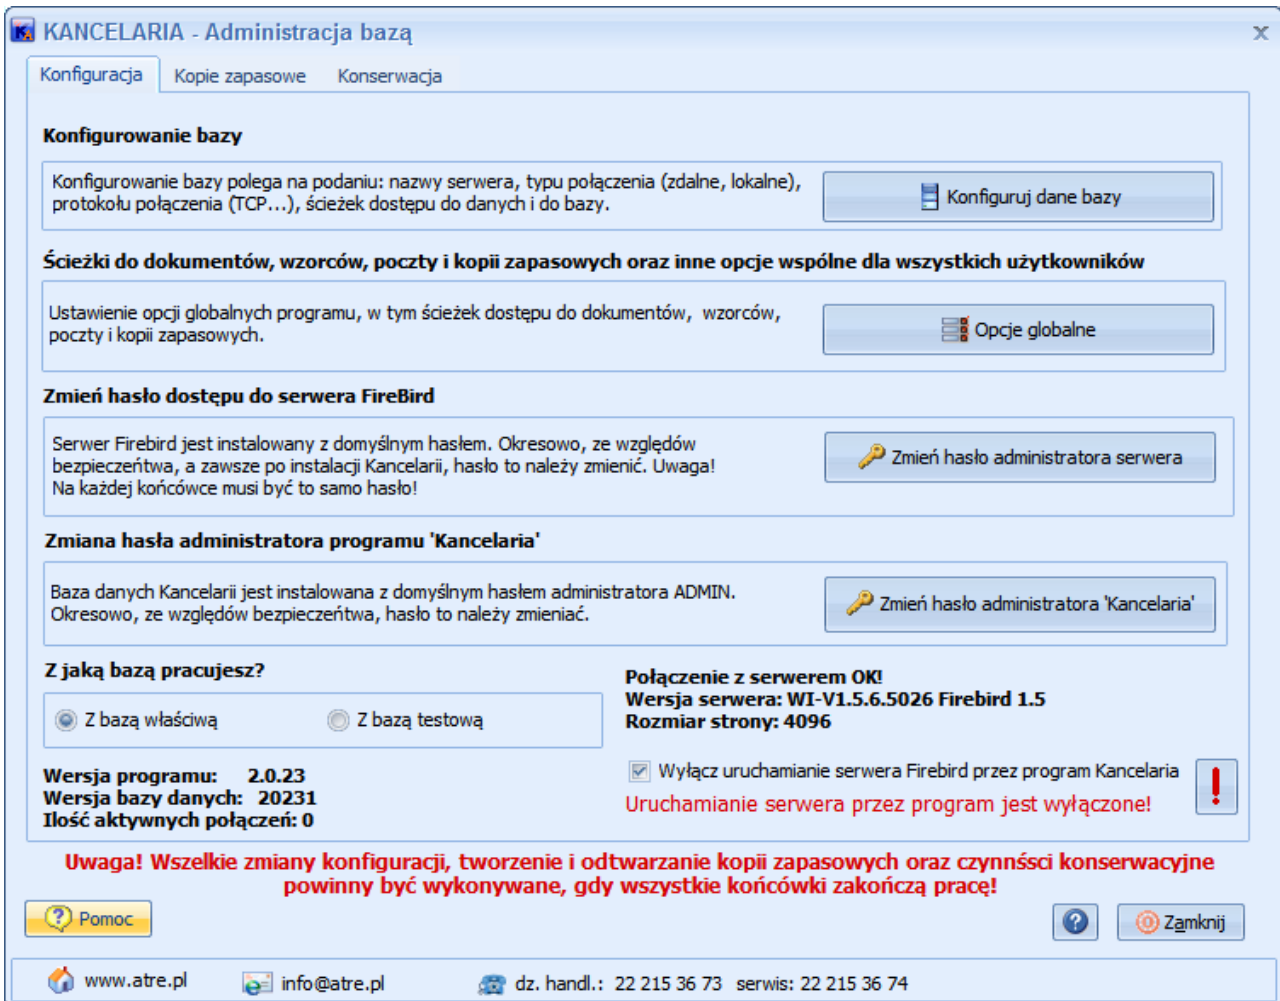 KANCELARIA - Administracja bazą
Konfiguracja Kopie zapasowe Konserwacja
Konfigurowanie bazy
Konfigurowanie bazy polega na podaniu: nazwy serwera, typu połączenia (zdalne, lokalne),
protokołu połączenia (TCP...), ścieżek dostępu do danych i do bazy.
Konfiguruj dane bazy
Ścieżki do dokumentów, wzorców, poczty i kopii zapasowych oraz inne opcje wspólne dla wszystkich użytkowników
Ustawienie opcji globalnych programu, w tym ścieżek dostępu do dokumentów, wzorców,
poczty i kopii zapasowych.
Opcje globalne
Zmień hasło dostępu do serwera FireBird
Serwer Firebird jest instalowany z domyślnym hasłem. Okresowo, ze względów
bezpieczeńtwa, a zawsze po instalacji Kancelarii, hasło to należy zmienić. Uwaga!
Na każdej końcówce musi być to samo hasło!
Zmień hasło administratora serwera
Zmiana hasła administratora programu 'Kancelaria'
Baza danych Kancelarii jest instalowana z domyślnym hasłem administratora ADMIN.
Okresowo, ze względów bezpieczeńtwa, hasło to należy zmieniać.
Zmień hasło administratora 'Kancelaria'
Z jaką bazą pracujesz?
Z bazą właściwą Z bazą testową
Połączenie z serwerem OK!
Wersja serwera: WI-V1.5.6.5026 Firebird 1.5
Rozmiar strony: 4096
Wersja programu: 2.0.23
Wersja bazy danych: 20231
Ilość aktywnych połączeń: 0
Wyłącz uruchamianie serwera Firebird przez program Kancelaria
Uruchamianie serwera przez program jest wyłączone!
Uwaga! Wszelkie zmiany konfiguracji, tworzenie i odtwarzanie kopii zapasowych oraz czynnśsci konserwacyjne
powinny być wykonywane, gdy wszystkie końcówki zakończą pracę!
Pomoc
Zamknij
www.atre.pl info@atre.pl dz. handl.: 22 215 36 73 serwis: 22 215 36 74